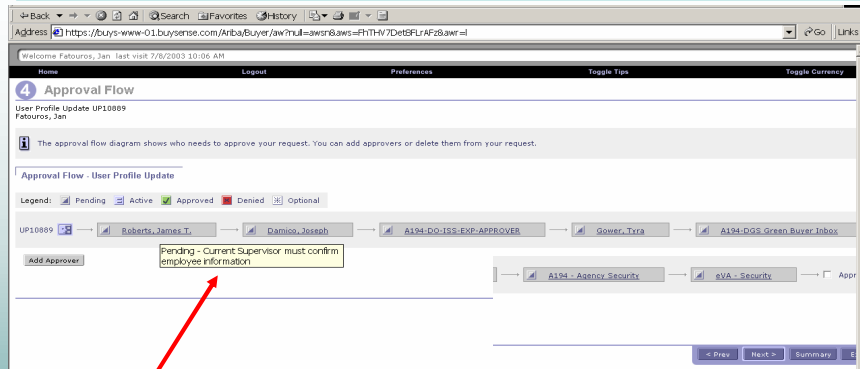 Back Search Favorites History
Address https://buys-www-01.buysense.com/Ariba/Buyer/aw?null=awsn&aws=FhTHV7DetBFLrAFz&awr=l Go Links
Welcome Fatouros, Jan last visit 7/8/2003 10:06 AM
Home Logout Preferences Toggle Tips Toggle Currency
4 Approval Flow
User Profile Update UP10889
Fatouros, Jan
The approval flow diagram shows who needs to approve your request. You can add approvers or delete them from your request.
Approval Flow - User Profile Update
Legend: Pending Active Approved Denied Optional
UP10889 Roberts, James T. Damico, Joseph A194-DO-ISS-EXP-APPROVER Gower, Tyra A194-DGS Green Buyer Inbox
Pending - Current Supervisor must confirm
employee information
Add Approver
A194 - Agency Security eVA - Security Appr
< Prev Next > Summary E